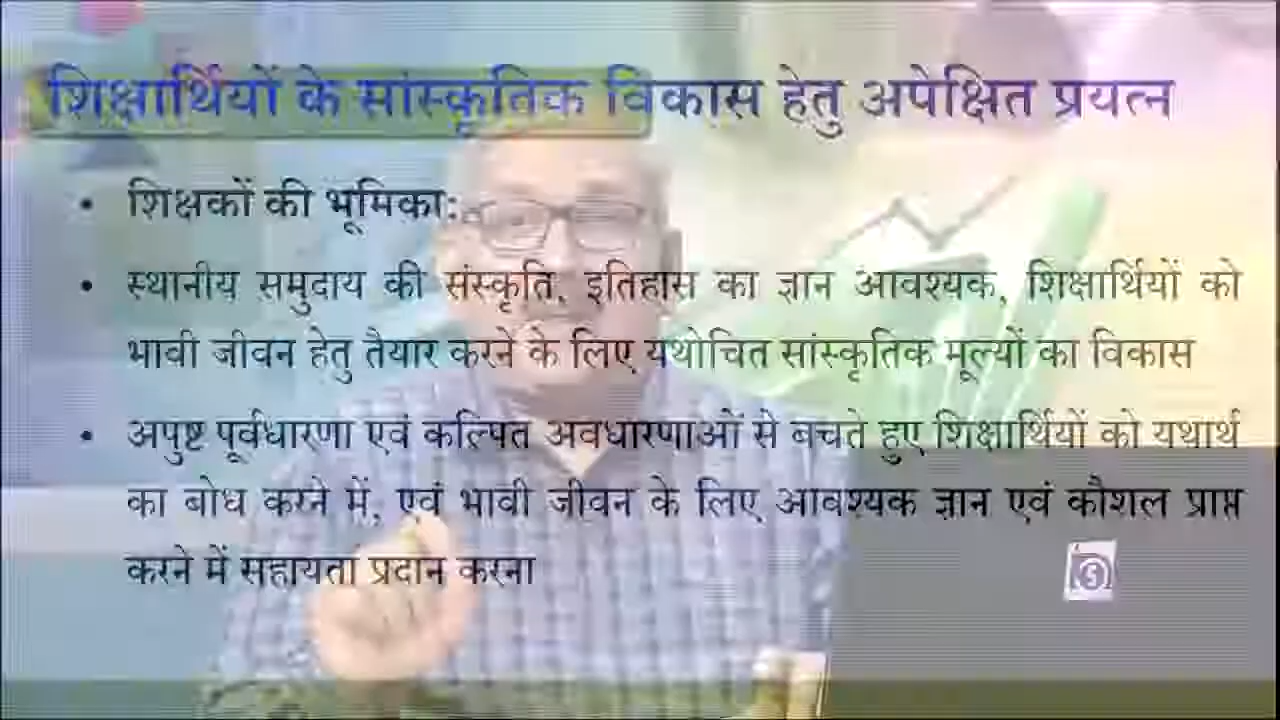 शिक्षार्थियों के सांस्कृतिक विकास हेतु अपेक्षित प्रयत्न
• शिक्षकों की भूमिका:
• स्थानीय समुदाय की संस्कृति, इतिहास का ज्ञान आवश्यक, शिक्षार्थियों को
भावी जीवन हेतु तैयार करने के लिए यथोचित सांस्कृतिक मूल्यों का विकास
• अपुष्ट पूर्वधारणा एवं कल्पित अवधारणाओं से बचते हुए शिक्षार्थियों को यथार्थ
का बोध करने में, एवं भावी जीवन के लिए आवश्यक ज्ञान एवं कौशल प्राप्त
करने में सहायता प्रदान करना